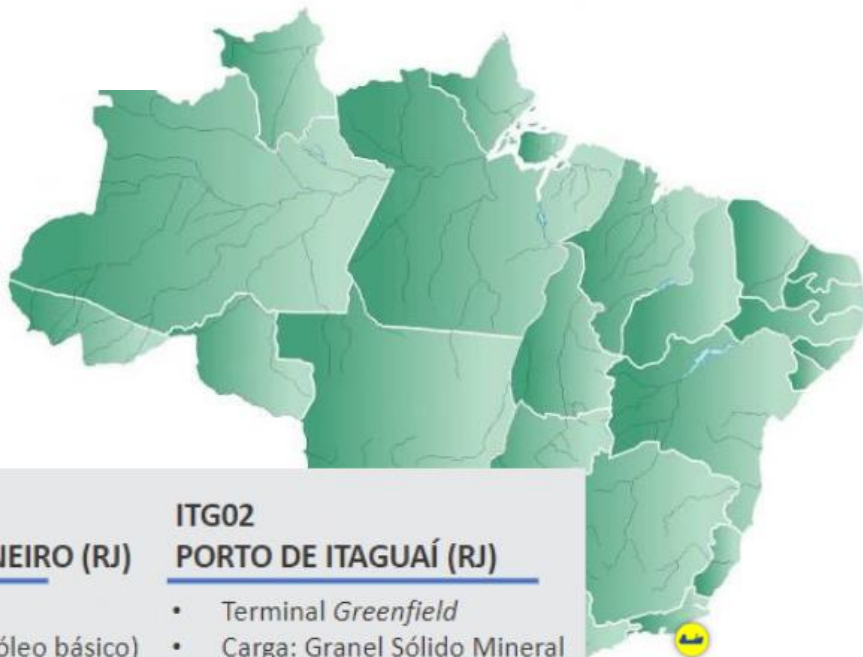 NEIRO (RJ)
óleo básico)
ITG02
PORTO DE ITAGUAÍ (RJ)
• Terminal Greenfield
• Carga: Granel Sólido Mineral